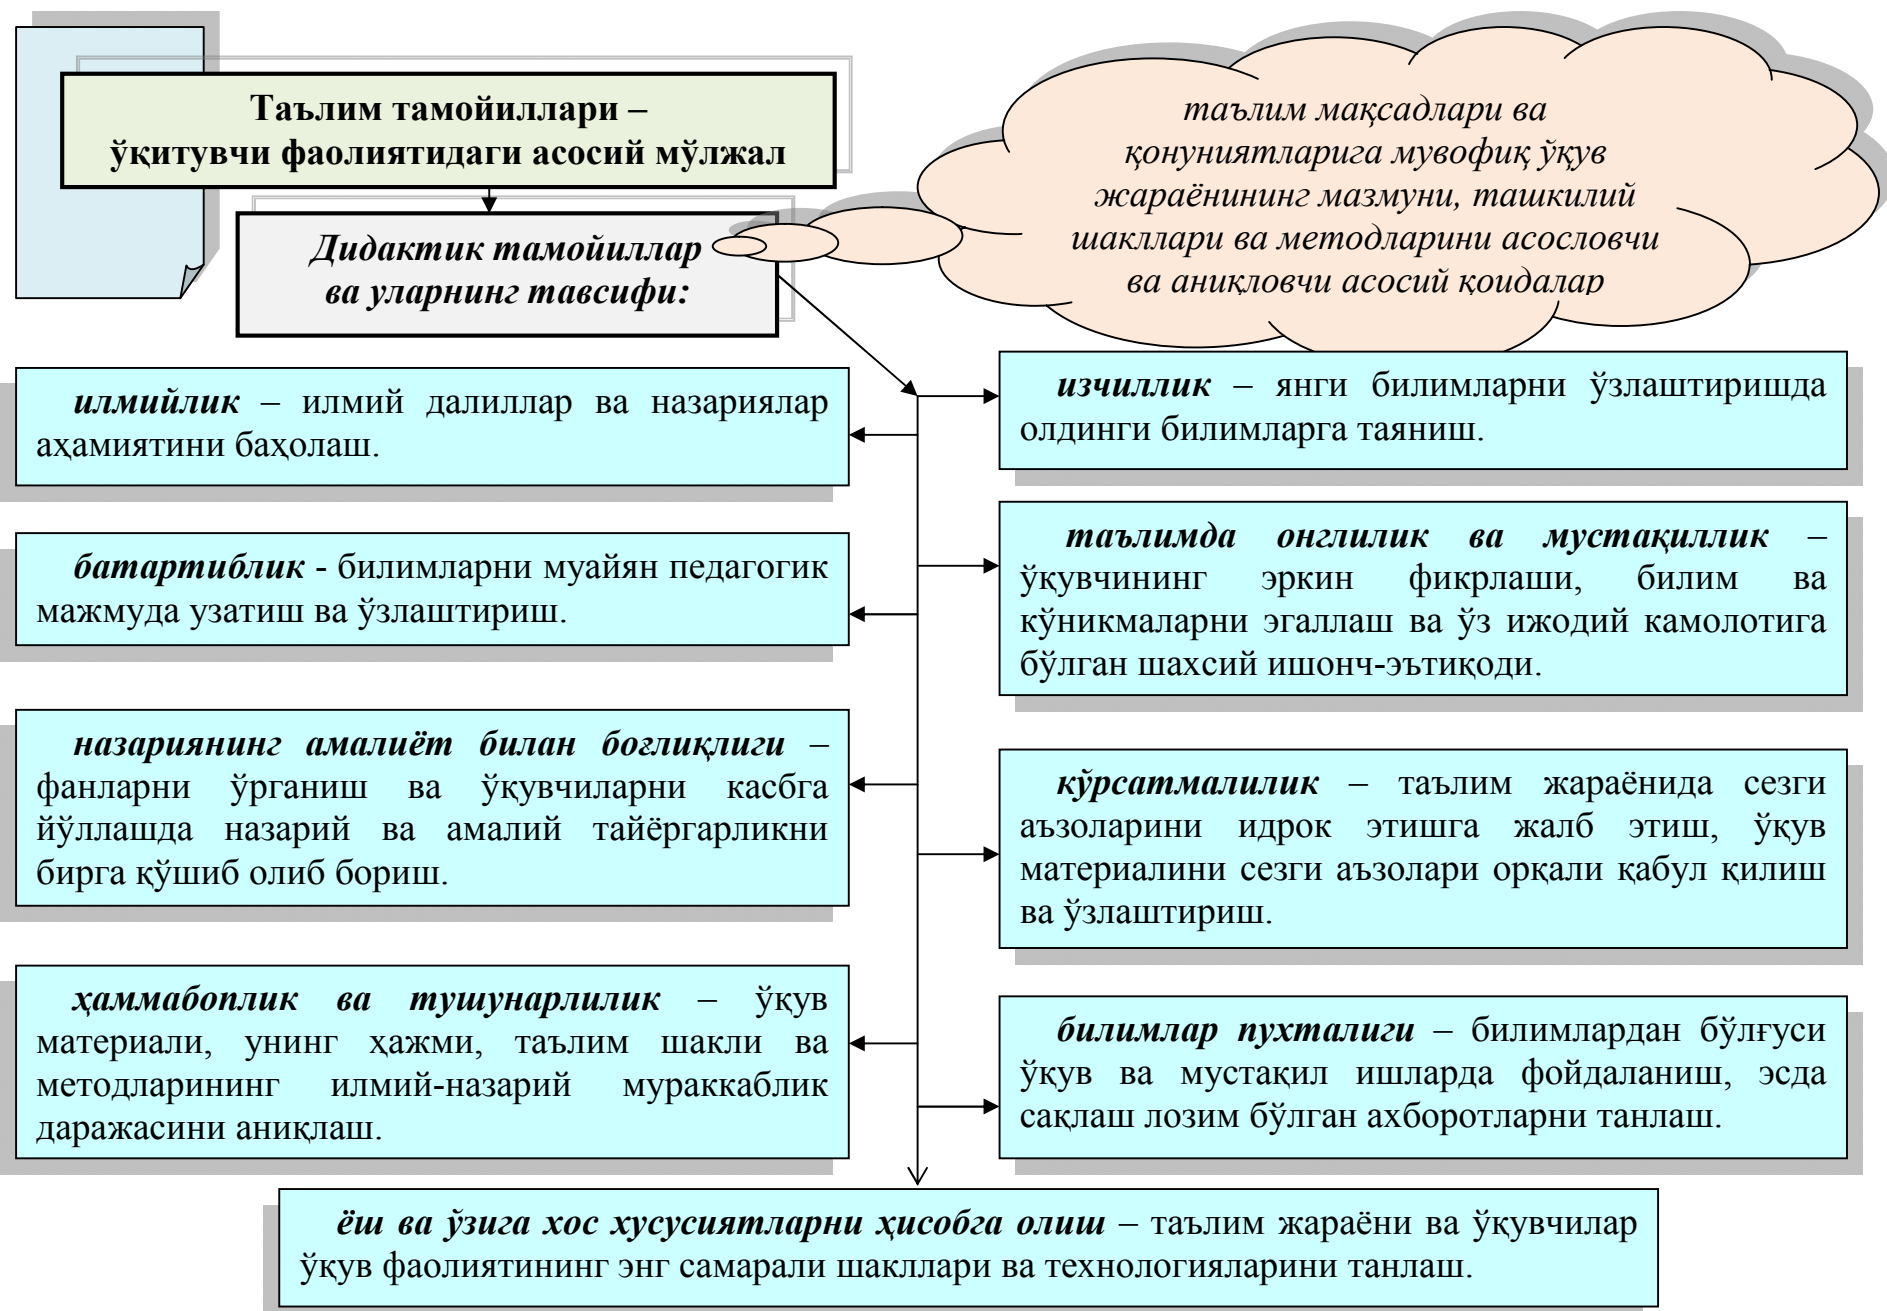 Таълим тамойиллари –
ўқитувчи фаолиятидаги асосий мўлжал
таълим мақсадлари ва
қонуниятларига мувофиқ ўқув
жараёнининг мазмуни, ташкилий
шакллари ва методларини асословчи
ва аниқловчи асосий қоидалар
Дидактик тамойиллар
ва уларнинг тавсифи:
илмийлик – илмий далиллар ва назариялар
аҳамиятини баҳолаш.
изчиллик – янги билимларни ўзлаштиришда
олдинги билимларга таяниш.
батартиблик - билимларни муайян педагогик
мажмуда узатиш ва ўзлаштириш.
таълимда онглилик ва мустақиллик –
ўқувчининг эркин фикрлаши, билим ва
кўникмаларни эгаллаш ва ўз ижодий камолотига
бўлган шахсий ишонч-эътиқоди.
назариянинг амалиёт билан боғлиқлиги –
фанларни ўрганиш ва ўқувчиларни касбга
йўллашда назарий ва амалий тайёргарликни
бирга қўшиб олиб бориш.
кўрсатмалилик – таълим жараёнида сезги
аъзоларини идрок этишга жалб этиш, ўқув
материалини сезги аъзолари орқали қабул қилиш
ва ўзлаштириш.
ҳаммабоплик ва тушунарлилик – ўқув
материали, унинг ҳажми, таълим шакли ва
методларининг илмий-назарий мураккаблик
даражасини аниқлаш.
билимлар пухталиги – билимлардан бўлғуси
ўқув ва мустақил ишларда фойдаланиш, эсда
сақлаш лозим бўлган ахборотларни танлаш.
ёш ва ўзига хос хусусиятларни ҳисобга олиш – таълим жараёни ва ўқувчилар
ўқув фаолиятининг энг самарали шакллари ва технологияларини танлаш.